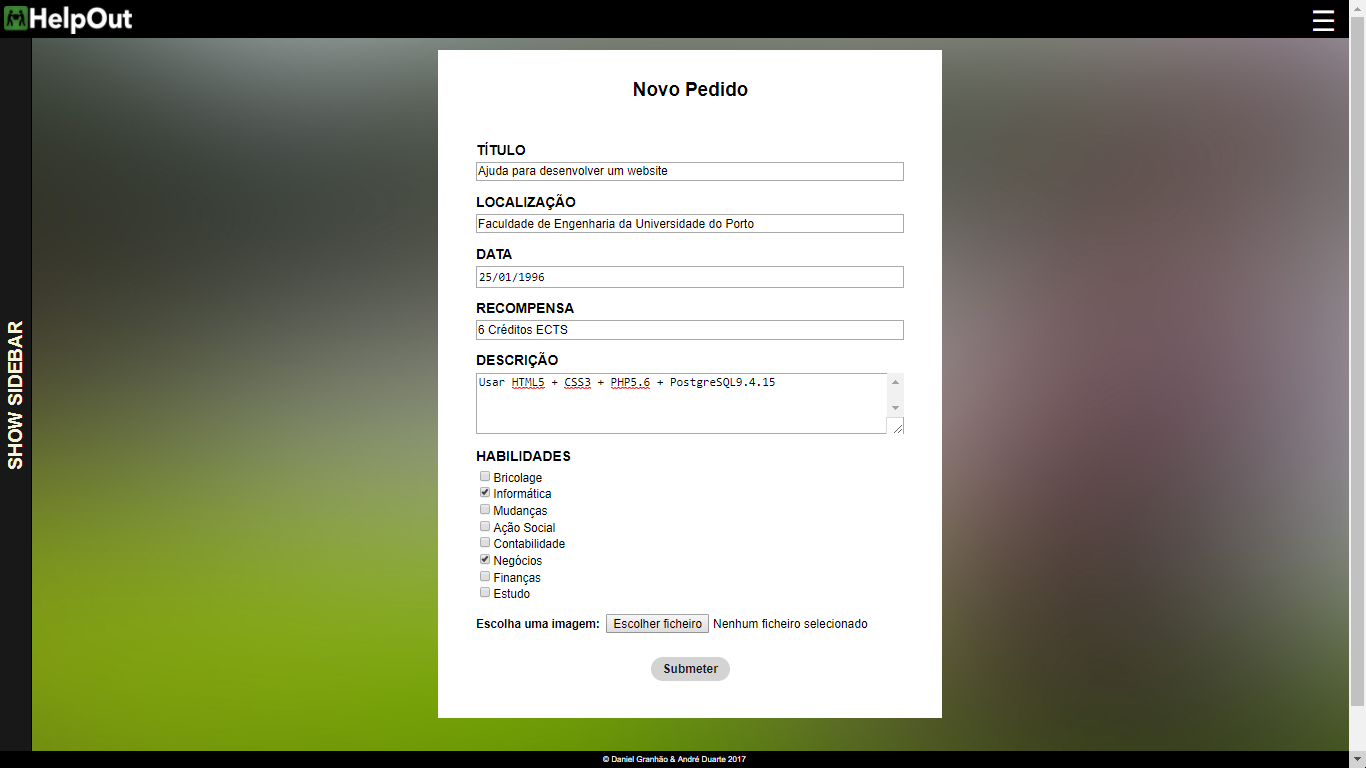 HelpOut
SHOW SIDEBAR
Novo Pedido
TÍTULO
Ajuda para desenvolver um website
LOCALIZAÇÃO
Faculdade de Engenharia da Universidade do Porto
DATA
25/01/1996
RECOMPENSA
6 Créditos ECTS
DESCRIÇÃO
Usar HTML5 + CSS3 + PHP5.6 + PostgreSQL9.4.15
HABILIDADES
Bricolage
Informática
Mudanças
Ação Social
Contabilidade
Negócios
Finanças
Estudo
Escolha uma imagem: Escolher ficheiro Nenhum ficheiro selecionado
Submeter
© Daniel Granhão & André Duarte 2017